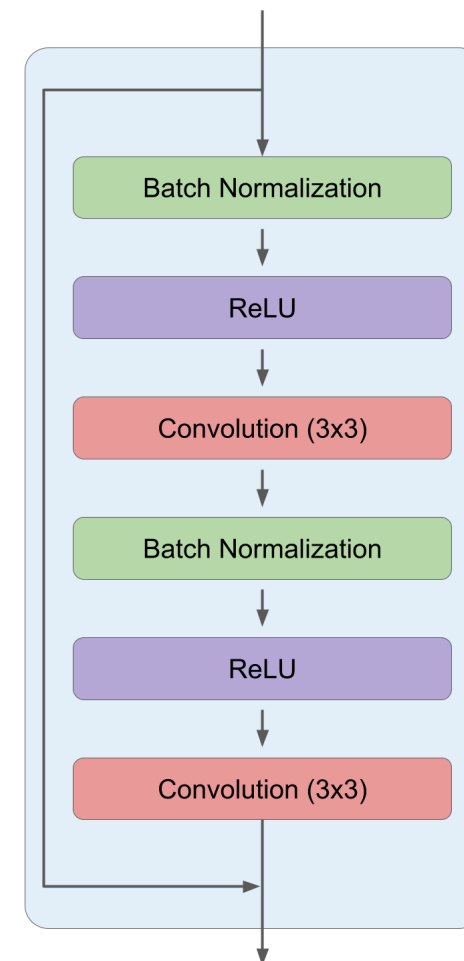 Batch Normalization
ReLU
Convolution (3x3)
Batch Normalization
ReLU
Convolution (3x3)